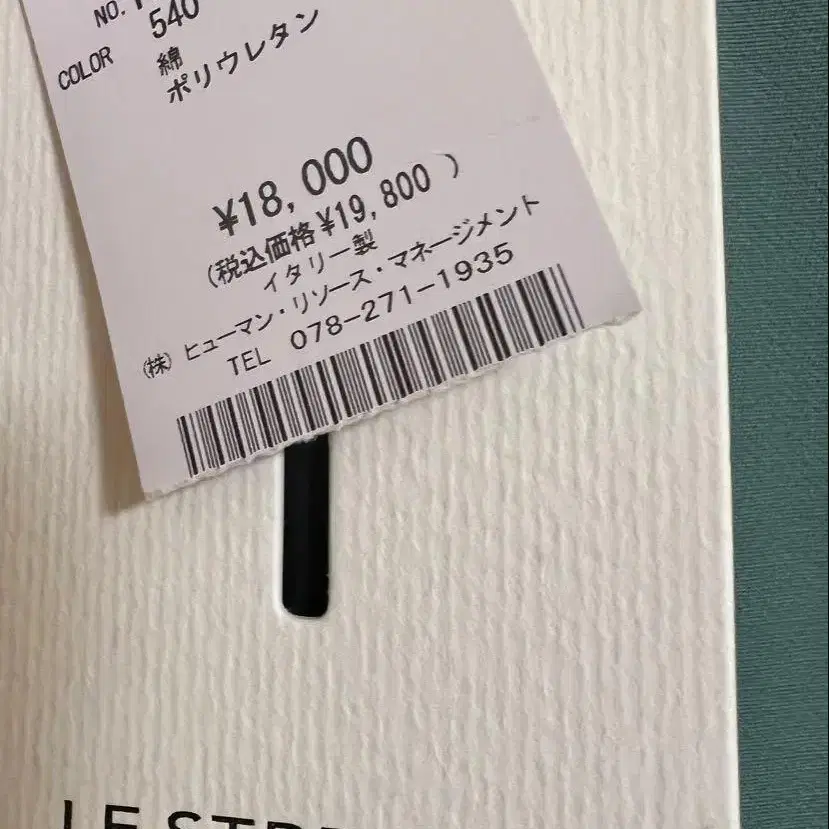 NO.
540
COLOR
綿
ポリウレタン
¥18,000
(税込価格¥19,800 )
イタリー製
(株) ヒューマン・リソース・マネージメント
TEL 078-271-1935
LE